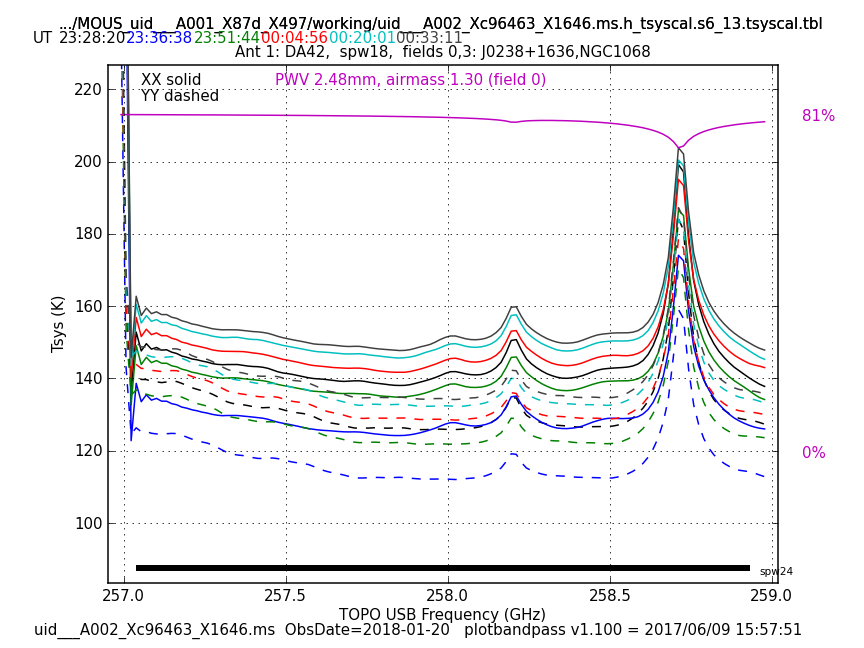 .../MOUS_uid___A001_X87d_X497/working/uid___A002_Xc96463_X1646.ms.h_tsyscal.s6_13.tsyscal.tbl
UT 23:28:20 23:36:38 23:51:44 00:04:56 00:20:01 00:33:11
Ant 1: DA42, spw18, fields 0,3: J0238+1636,NGC1068
XX solid PWV 2.48mm, airmass 1.30 (field 0)
YY dashed
81%
0%
220
200
180
160
140
120
100
Tsys (K)
spw24
257.0 257.5 258.0 258.5 259.0
TOPO USB Frequency (GHz)
uid___A002_Xc96463_X1646.ms ObsDate=2018-01-20 plotbandpass v1.100 = 2017/06/09 15:57:51